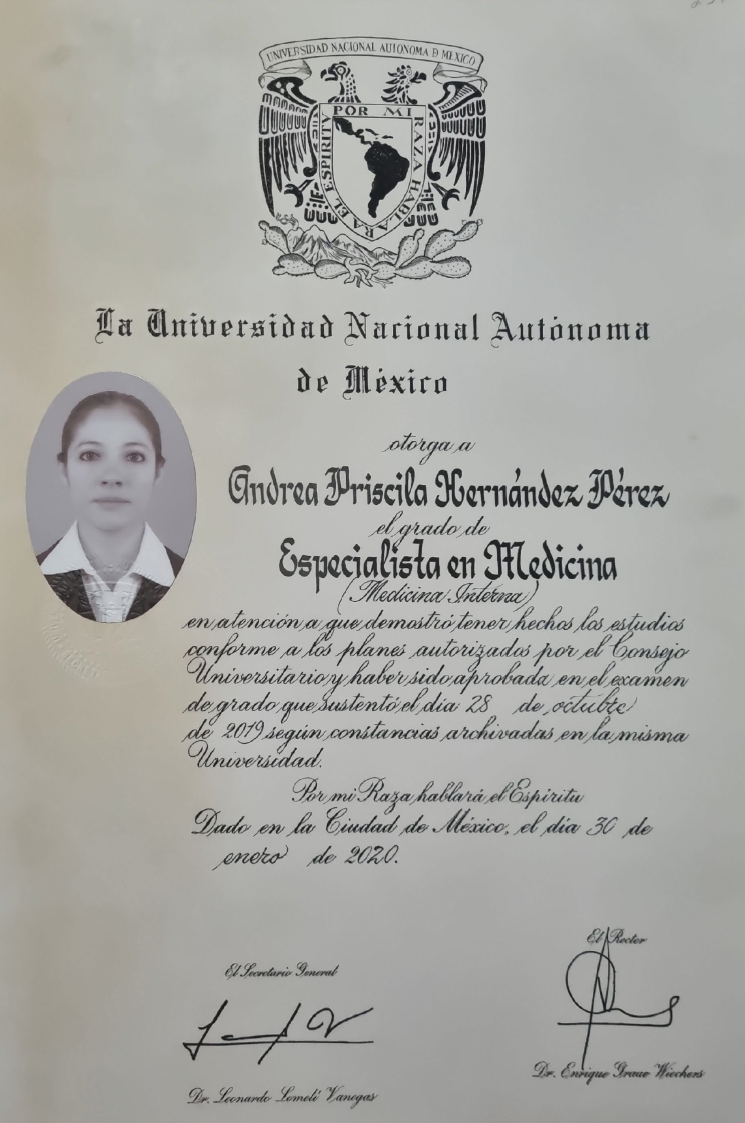 UNIVERSIDAD NACIONAL AUTONOMA D MEXICO
POR MI RAZA HABLARA EL ESPIRITV
La Universidad Nacional Autónoma
de México
otorga a
Andrea Priscila Hernández Pérez
el grado de
Especialista en Medicina
(Medicina Interna)
en atención a que demostró tener hechos los estudios
conforme a los planes autorizados por el Consejo
Universitario y haber sido aprobada en el examen
de grado que sustentó el día 28 de octubre
de 2019 según constancias archivadas en la misma
Universidad.
Por mi Raza hablará el Espíritu
Dado en la Ciudad de México, el día 30 de
enero de 2020.
El Secretario General
Dr. Leonardo Lomelí Vanegas
El Rector
Dr. Enrique Graue Wiechers